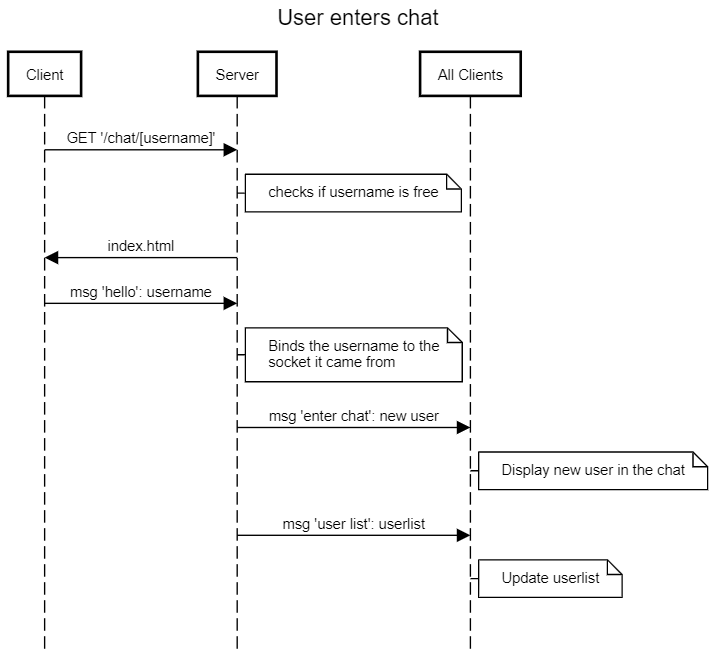 User enters chat
Client
Server
All Clients
GET '/chat/[username]'
checks if username is free
index.html
msg 'hello': username
Binds the username to the
socket it came from
msg 'enter chat': new user
Display new user in the chat
msg 'user list': userlist
Update userlist